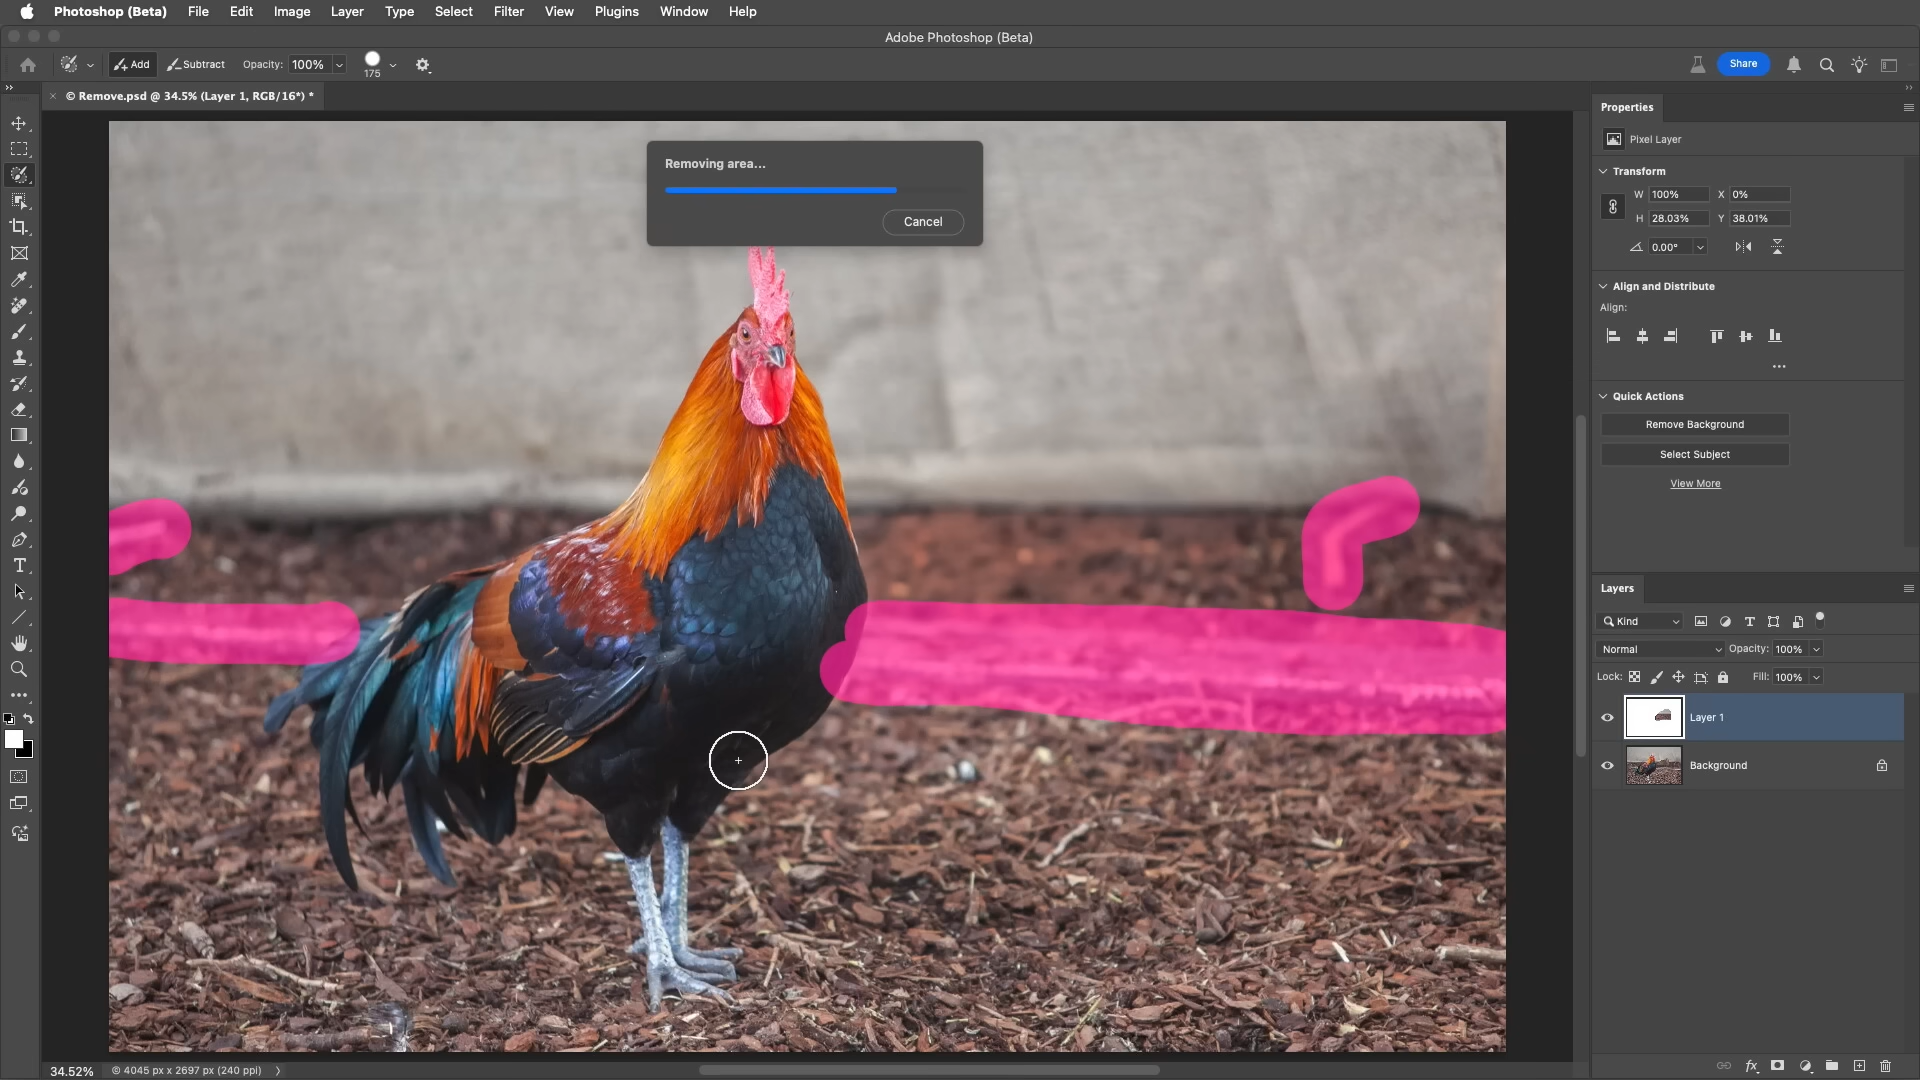 Photoshop (Beta) File Edit Image Layer Type Select Filter View Plugins Window Help
Adobe Photoshop (Beta)
Add Subtract Opacity: 100% 175 Share
© Remove.psd @ 34.5% (Layer 1, RGB/16*) *
Removing area...
Cancel
Properties
Pixel Layer
Transform
W 100% X 0%
H 28.03% Y 38.01%
0.00°
Align and Distribute
Align:
Quick Actions
Remove Background
Select Subject
View More
Layers
Kind
Normal Opacity: 100%
Lock: Fill: 100%
Layer 1
Background
34.52% © 4045 px x 2697 px (240 ppi)